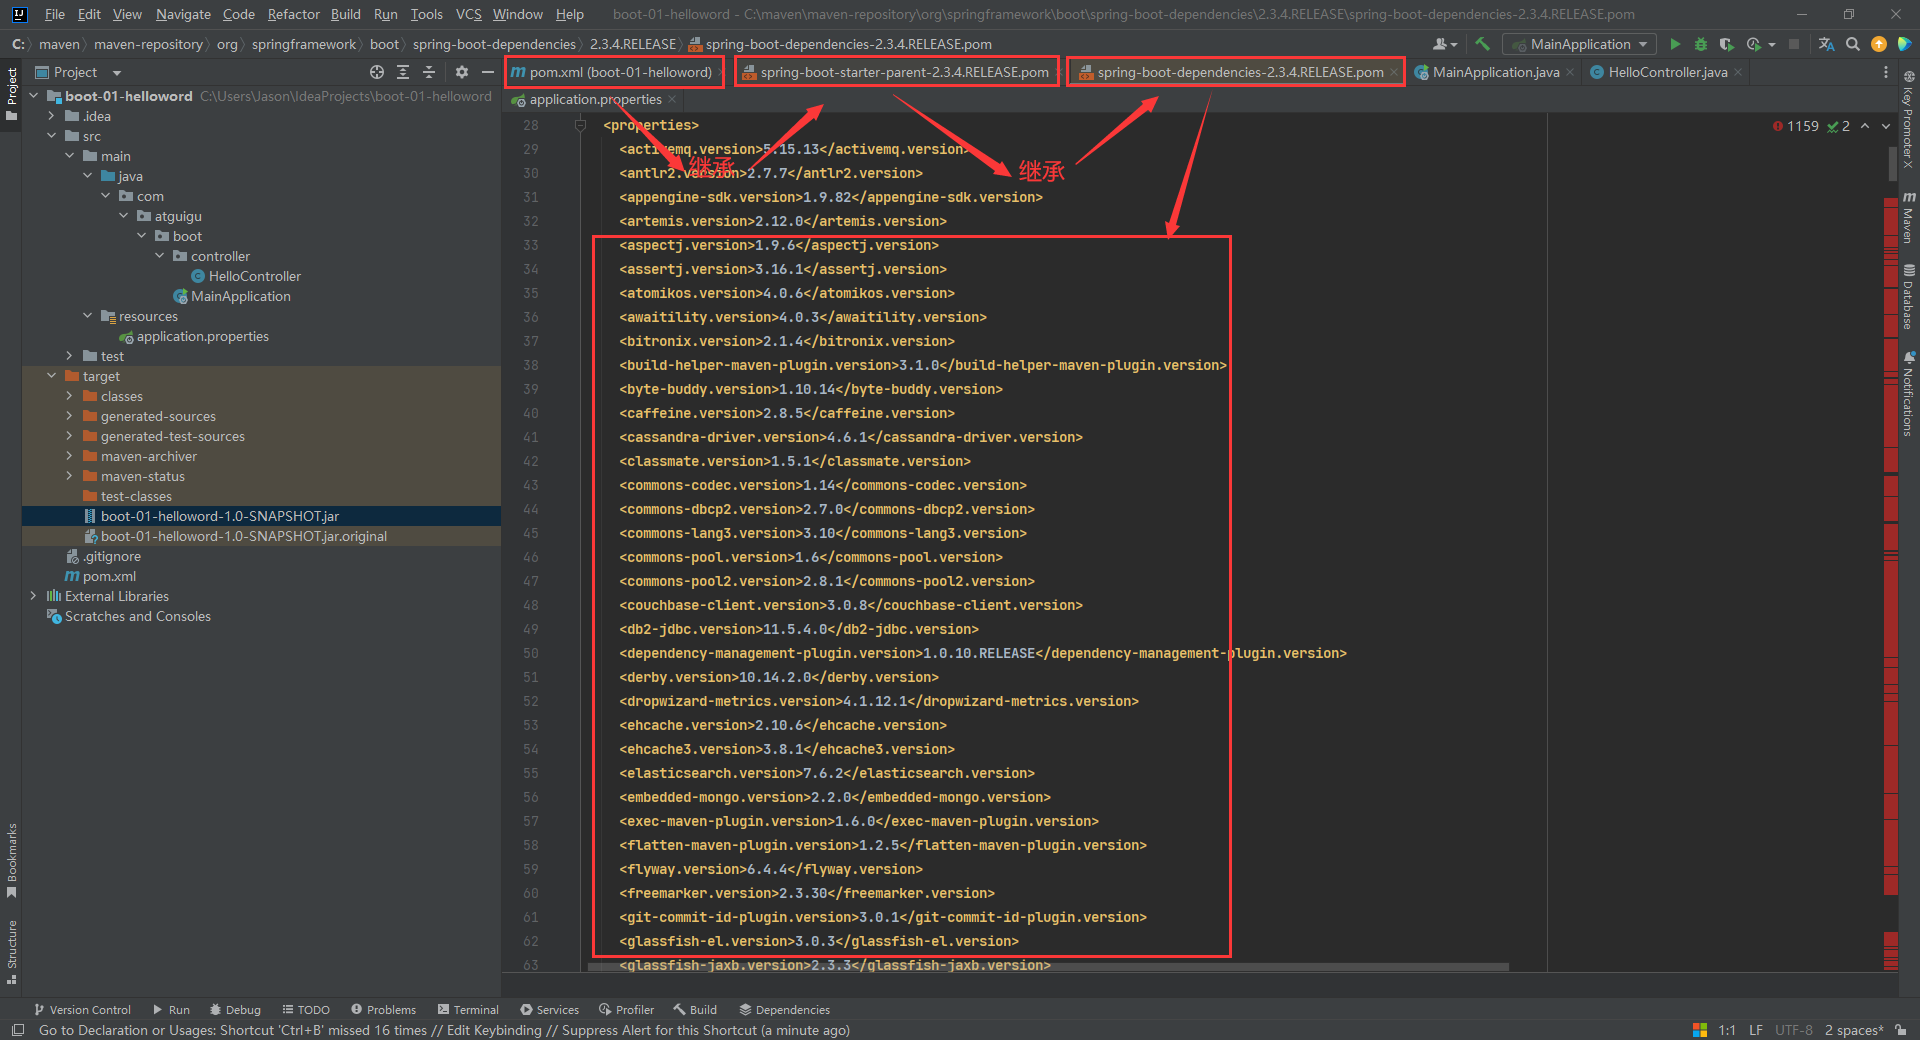 File Edit View Navigate Code Refactor Build Run Tools VCS Window Help boot-01-helloword - C:\maven\maven-repository\org\springframework\boot\spring-boot-dependencies\2.3.4.RELEASE\spring-boot-dependencies-2.3.4.RELEASE.pom
C: maven maven-repository org springframework boot spring-boot-dependencies 2.3.4.RELEASE spring-boot-dependencies-2.3.4.RELEASE.pom MainApplication
Project
pom.xml (boot-01-helloword) spring-boot-starter-parent-2.3.4.RELEASE.pom spring-boot-dependencies-2.3.4.RELEASE.pom MainApplication.java HelloController.java
application.properties
Project
Bookmarks
Structure
boot-01-helloword C:\Users\Jason\IdeaProjects\boot-01-helloword
.idea
src
main
java
com
atguigu
boot
controller
HelloController
MainApplication
resources
application.properties
test
target
classes
generated-sources
generated-test-sources
maven-archiver
maven-status
test-classes
boot-01-helloword-1.0-SNAPSHOT.jar
boot-01-helloword-1.0-SNAPSHOT.jar.original
.gitignore
pom.xml
External Libraries
Scratches and Consoles
28 <properties>
29 <activemq.version>5.15.13</activemq.version>
继承
继承
30 <antlr2.version>2.7.7</antlr2.version>
31 <appengine-sdk.version>1.9.82</appengine-sdk.version>
32 <artemis.version>2.12.0</artemis.version>
33 <aspectj.version>1.9.6</aspectj.version>
34 <assertj.version>3.16.1</assertj.version>
35 <atomikos.version>4.0.6</atomikos.version>
36 <awaitility.version>4.0.3</awaitility.version>
37 <bitronix.version>2.1.4</bitronix.version>
38 <build-helper-maven-plugin.version>3.1.0</build-helper-maven-plugin.version>
39 <byte-buddy.version>1.10.14</byte-buddy.version>
40 <caffeine.version>2.8.5</caffeine.version>
41 <cassandra-driver.version>4.6.1</cassandra-driver.version>
42 <classmate.version>1.5.1</classmate.version>
43 <commons-codec.version>1.14</commons-codec.version>
44 <commons-dbcp2.version>2.7.0</commons-dbcp2.version>
45 <commons-lang3.version>3.10</commons-lang3.version>
46 <commons-pool.version>1.6</commons-pool.version>
47 <commons-pool2.version>2.8.1</commons-pool2.version>
48 <couchbase-client.version>3.0.8</couchbase-client.version>
49 <db2-jdbc.version>11.5.4.0</db2-jdbc.version>
50 <dependency-management-plugin.version>1.0.10.RELEASE</dependency-management-plugin.version>
51 <derby.version>10.14.2.0</derby.version>
52 <dropwizard-metrics.version>4.1.12.1</dropwizard-metrics.version>
53 <ehcache.version>2.10.6</ehcache.version>
54 <ehcache3.version>3.8.1</ehcache3.version>
55 <elasticsearch.version>7.6.2</elasticsearch.version>
56 <embedded-mongo.version>2.2.0</embedded-mongo.version>
57 <exec-maven-plugin.version>1.6.0</exec-maven-plugin.version>
58 <flatten-maven-plugin.version>1.2.5</flatten-maven-plugin.version>
59 <flyway.version>6.4.4</flyway.version>
60 <freemarker.version>2.3.30</freemarker.version>
61 <git-commit-id-plugin.version>3.0.1</git-commit-id-plugin.version>
62 <glassfish-el.version>3.0.3</glassfish-el.version>
63 <glassfish-jaxb.version>2.3.3</glassfish-jaxb.version>
1159 2
Key Promoter X
Maven
Database
Notifications
Version Control Run Debug TODO Problems Terminal Services Profiler Build Dependencies
Go to Declaration or Usages: Shortcut 'Ctrl+B' missed 16 times // Edit Keybinding // Suppress Alert for this Shortcut (a minute ago) 1:1 LF UTF-8 2 spaces*